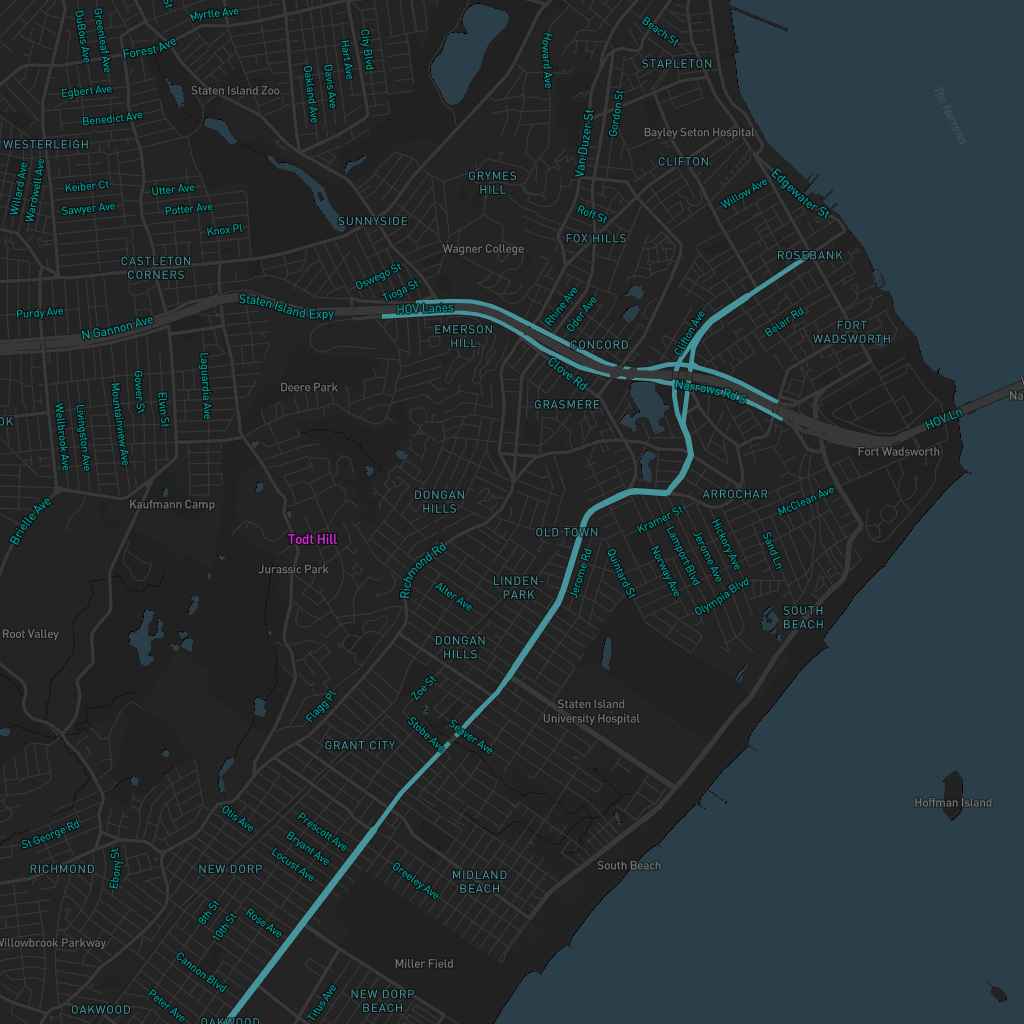 Myrtle Ave
DuBois Ave
Greenleaf Ave
Forest Ave
City Blvd
Hart Ave
Davis Ave
Oakland Ave
Howard Ave
Beach St
STAPLETON
Egbert Ave
Staten Island Zoo
Gordon St
The Narrows
Benedict Ave
Van Duzer St
Bayley Seton Hospital
WESTERLEIGH
CLIFTON
Willard Ave
Wardwell Ave
Keiber Ct
Utter Ave
GRYMES
HILL
Willow Ave
Edgewater St
Sawyer Ave
Potter Ave
Roff St
SUNNYSIDE
Knox Pl
FOX HILLS
Wagner College
ROSEBANK
CASTLETON
CORNERS
Oswego St
Tioga St
Staten Island Expy
HOV Lanes
Rhine Ave
Oder Ave
Purdy Ave
N Gannon Ave
Belair Rd
EMERSON
HILL
Clifton Ave
FORT
WADSWORTH
CONCORD
Clove Rd
Deere Park
Laguardia Ave
Gower St
Elvin St
Mountainview Ave
Livingston Ave
Wellbrook Ave
Narrows Rd S
Na
GRASMERE
OK
HOV Ln
Fort Wadsworth
Kaufmann Camp
DONGAN
HILLS
ARROCHAR
McClean Ave
Brielle Ave
Todt Hill
OLD TOWN
Kramer St
Hickory Ave
Jerome Ave
Lamport Blvd
Norway Ave
Sand Ln
Jurassic Park
Richmond Rd
Jerome Rd
Quintard St
LINDEN-
PARK
Alter Ave
Olympia Blvd
SOUTH
BEACH
Root Valley
DONGAN
HILLS
Zoe St
Flagg Pl
Staten Island
University Hospital
Slobe Ave
Seaver Ave
GRANT CITY
Hoffman Island
Otis Ave
St George Rd
Prescott Ave
Bryant Ave
Locust Ave
Ebony St
RICHMOND
NEW DORP
South Beach
MIDLAND
BEACH
Greeley Ave
8th St
10th St
Rose Ave
Willowbrook Parkway
Cannon Blvd
Miller Field
Peter Ave
Titus Ave
NEW DORP
BEACH
OAKWOOD
OAKWOOD